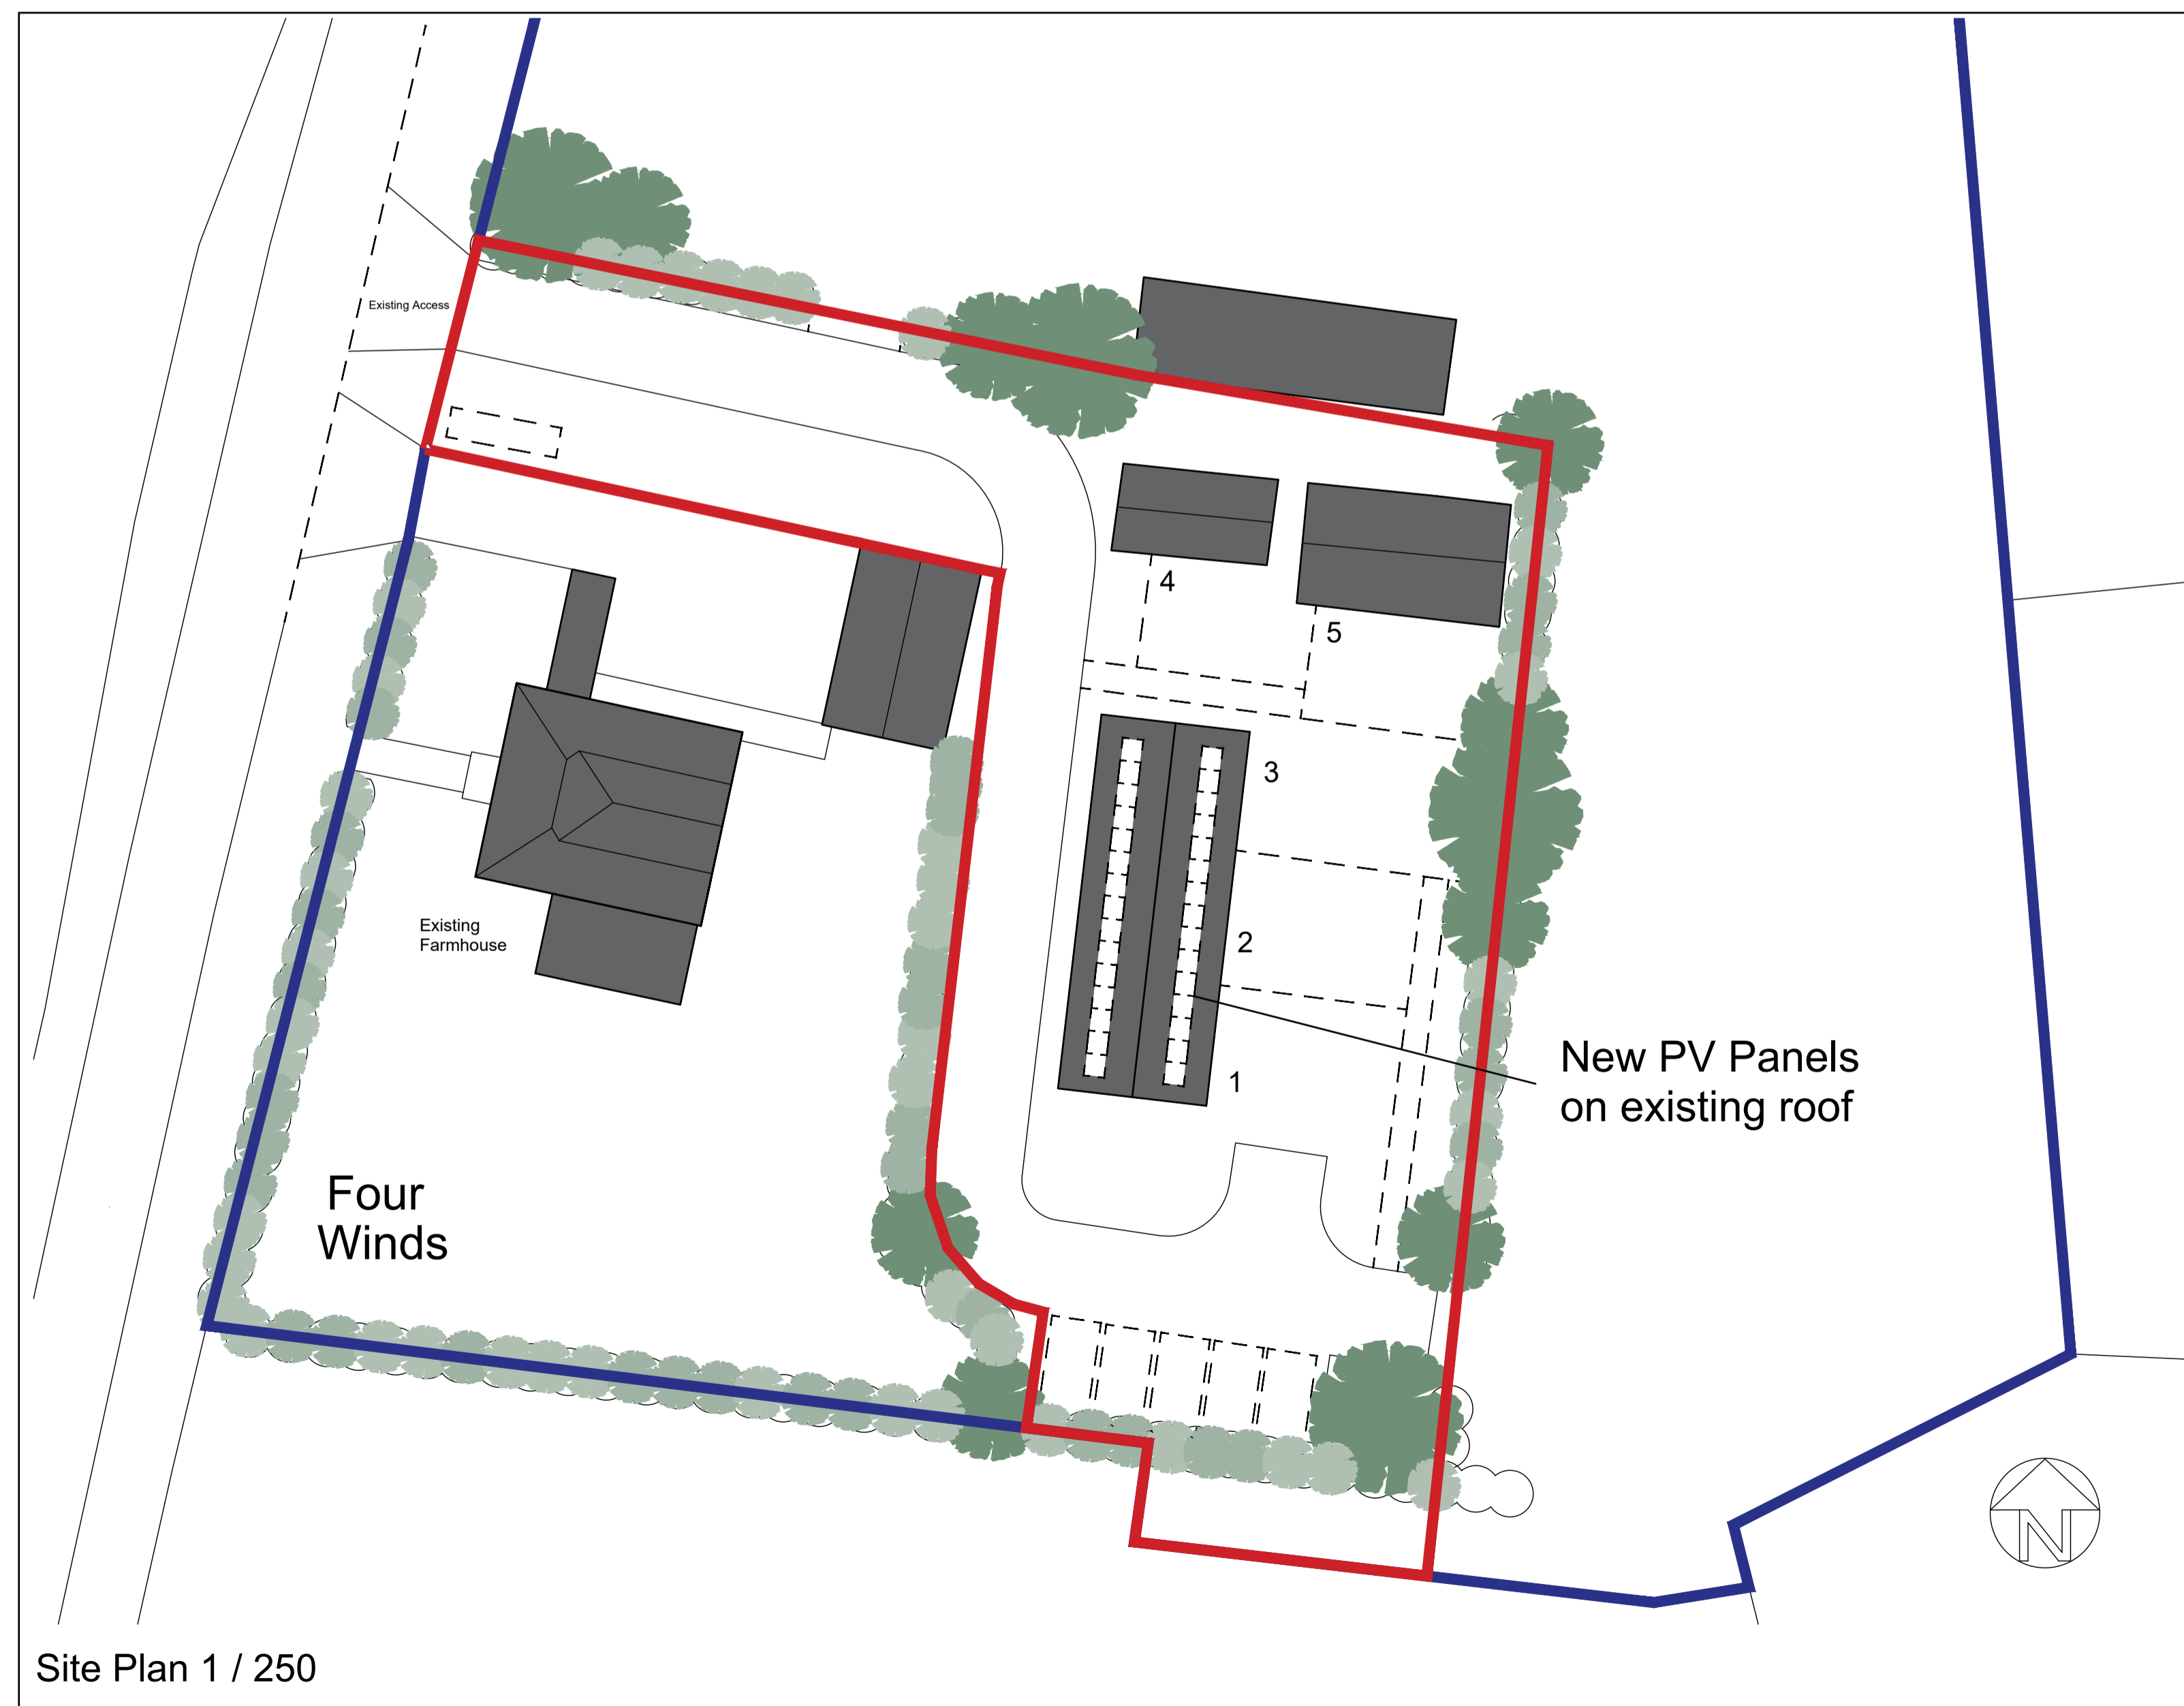 Existing Access
4
5
3
2
1
Existing
Farmhouse
New PV Panels
on existing roof
Four
Winds
N
Site Plan 1 / 250